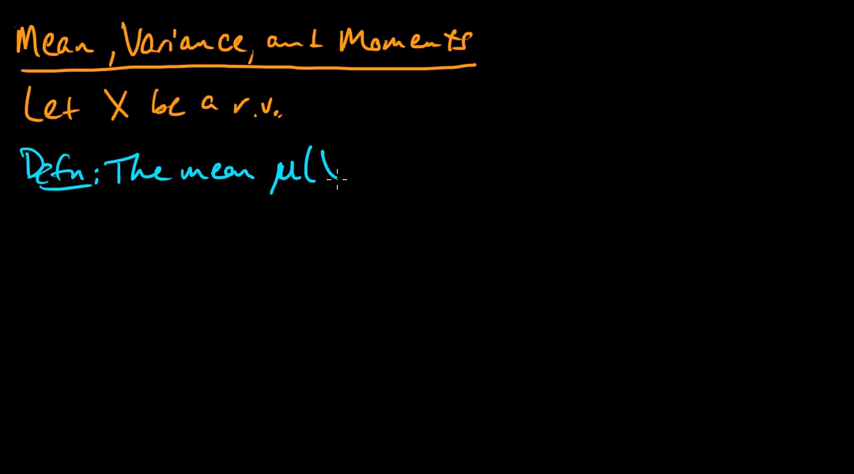 Mean, Variance, and Moments
Let X be a r.v..
Defn: The mean μ(